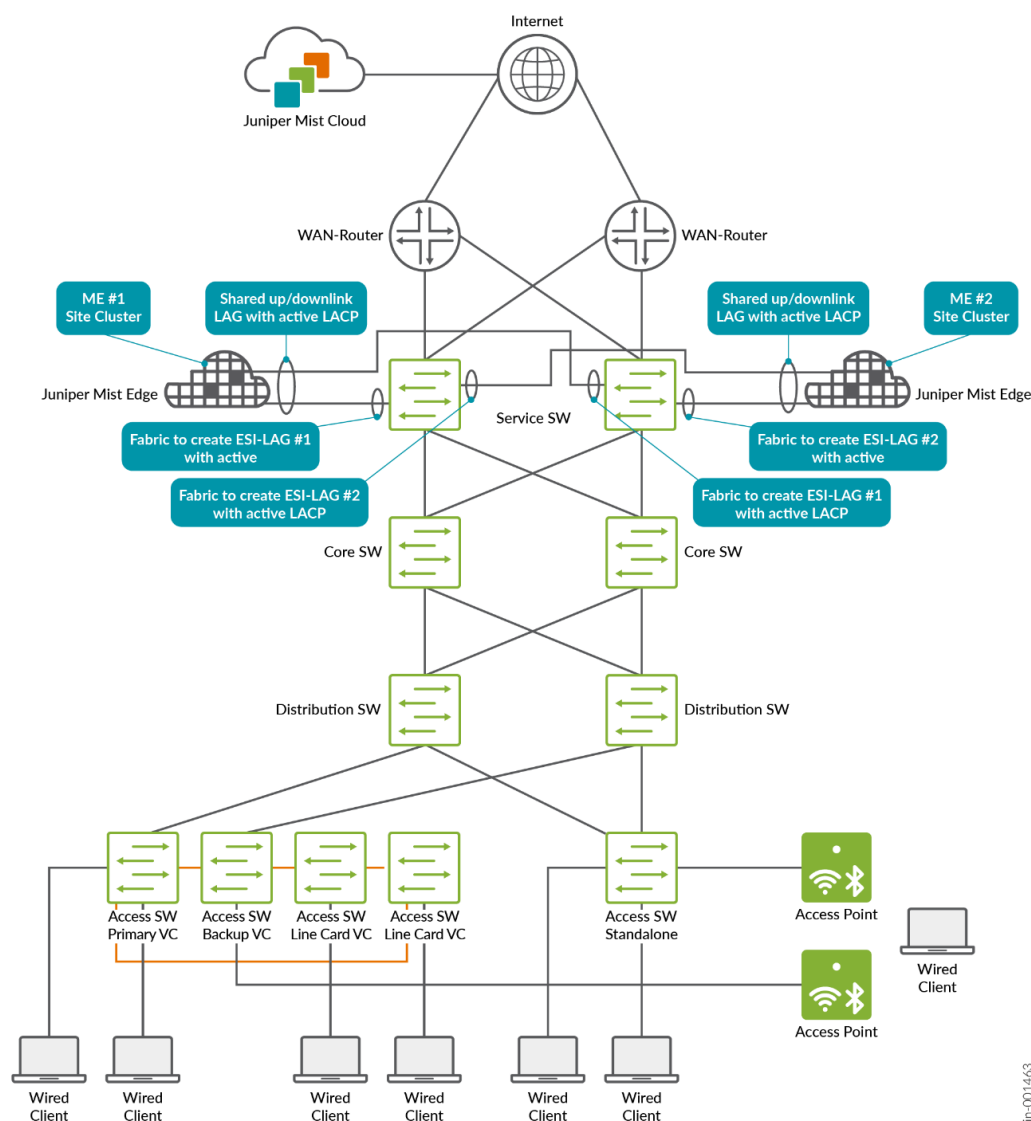 Internet
Juniper Mist Cloud
WAN-Router
WAN-Router
ME #1
Site Cluster
Shared up/downlink
LAG with active LACP
Shared up/downlink
LAG with active LACP
ME #2
Site Cluster
Juniper Mist Edge
Service SW
Juniper Mist Edge
Fabric to create ESI-LAG #1
with active
Fabric to create ESI-LAG #2
with active
Fabric to create ESI-LAG #2
with active LACP
Fabric to create ESI-LAG #1
with active LACP
Core SW
Core SW
Distribution SW
Distribution SW
Access SW
Primary VC
Access SW
Backup VC
Access SW
Line Card VC
Access SW
Line Card VC
Access SW
Standalone
Access Point
Wired
Client
Access Point
Wired
Client
Wired
Client
Wired
Client
Wired
Client
Wired
Client
Wired
Client
jn-001463